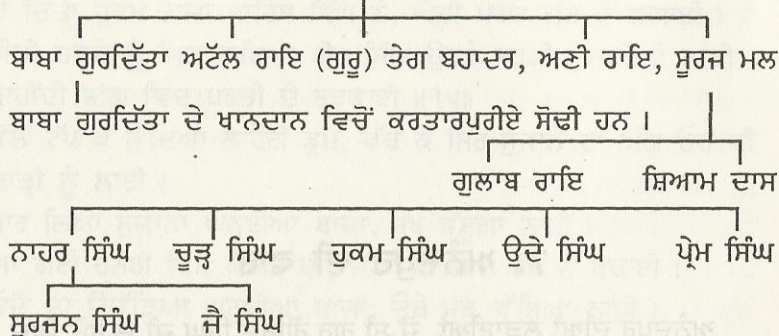 ਬਾਬਾ ਗੁਰਦਿੱਤਾ ਅਟੱਲ ਰਾਇ (ਗੁਰੂ) ਤੇਗ ਬਹਾਦਰ, ਅਣੀ ਰਾਇ, ਸੂਰਜ ਮਲ
ਬਾਬਾ ਗੁਰਦਿੱਤਾ ਦੇ ਖਾਨਦਾਨ ਵਿਚੋਂ ਕਰਤਾਰਪੁਰੀਏ ਸੋਢੀ ਹਨ।
ਗੁਲਾਬ ਰਾਇ ਸ਼ਿਆਮ ਦਾਸ
ਨਾਹਰ ਸਿੰਘ ਚੂੜ ਸਿੰਘ ਹੁਕਮ ਸਿੰਘ ਉਦੇ ਸਿੰਘ ਪ੍ਰੇਮ ਸਿੰਘ
ਸੁਰਜਨ ਸਿੰਘ ਜੈ ਸਿੰਘ